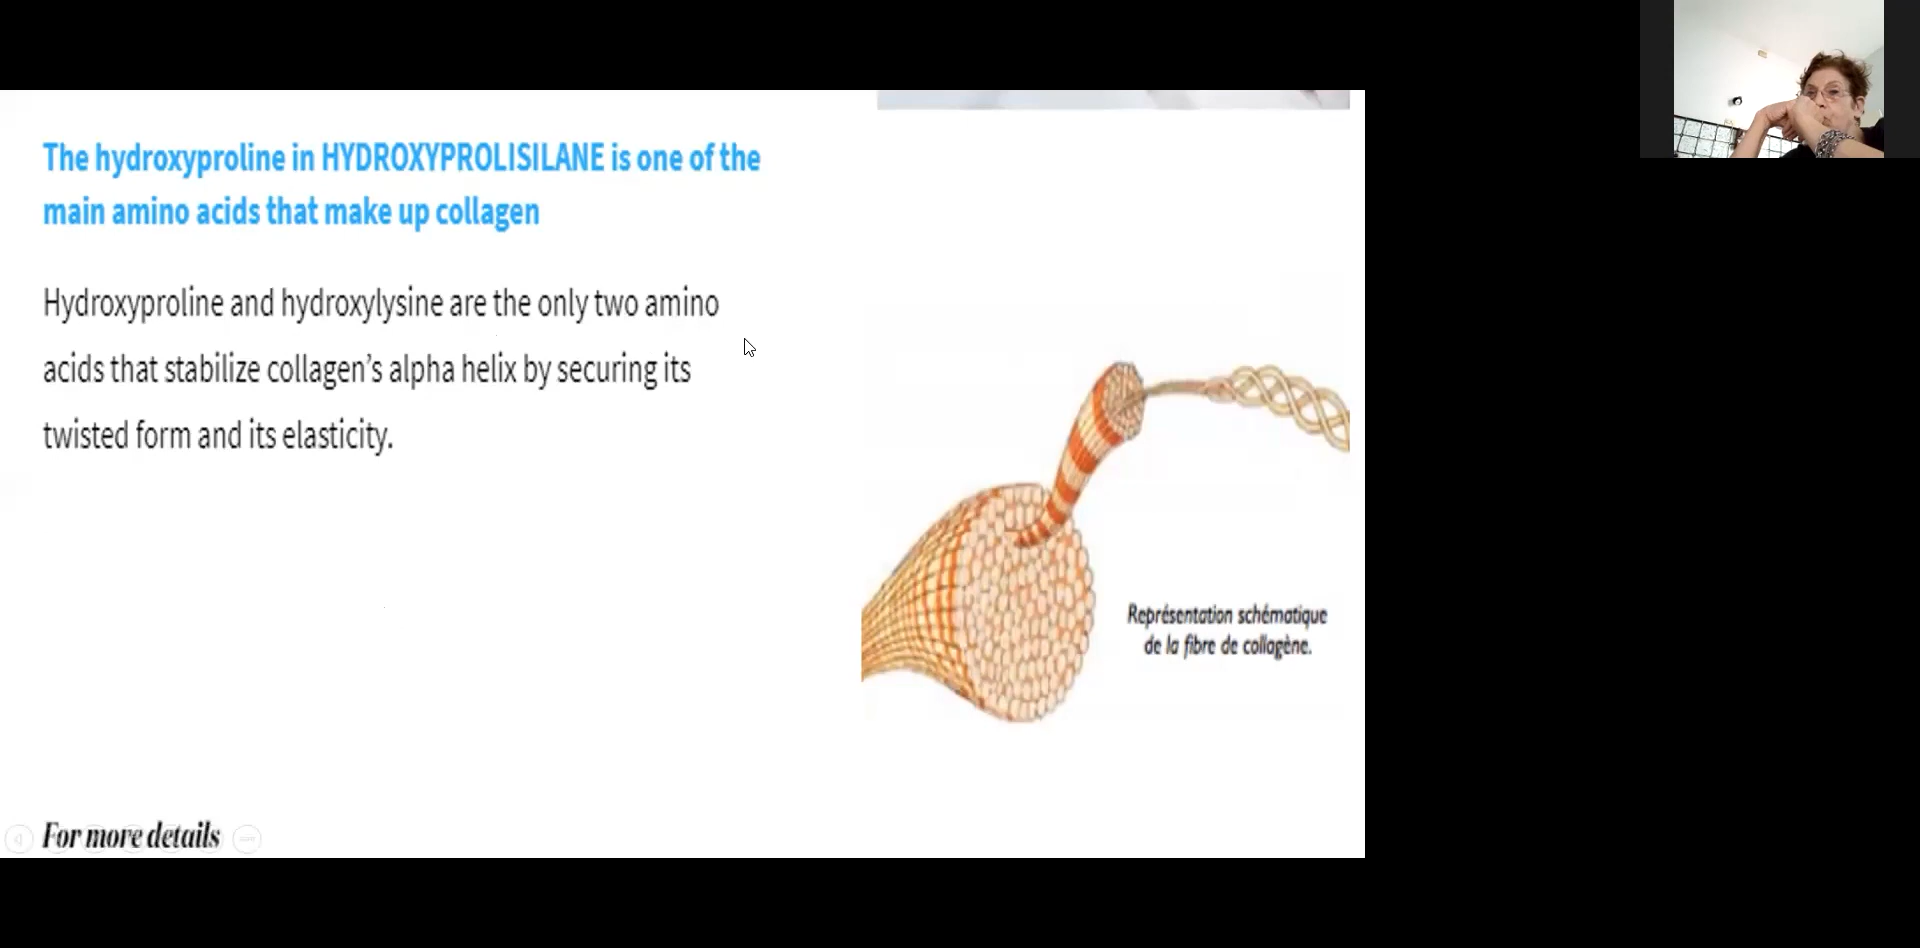 The hydroxyproline in HYDROXYPROLISILANE is one of the
main amino acids that make up collagen
Hydroxyproline and hydroxylysine are the only two amino
acids that stabilize collagen’s alpha helix by securing its
twisted form and its elasticity.
Représentation schématique
de la fibre de collagène.
For more details